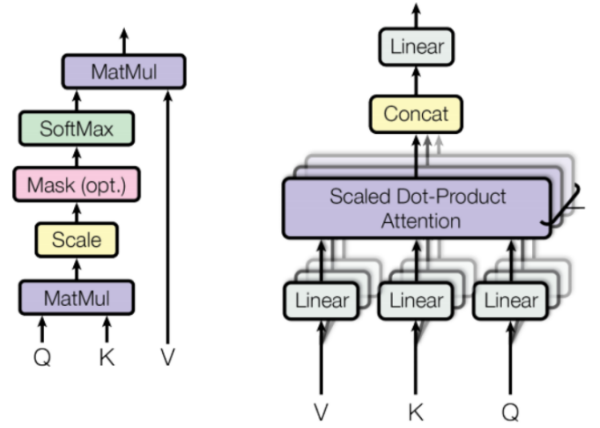 MatMul
SoftMax
Mask (opt.)
Scale
MatMul
Q K V
Linear
Concat
Scaled Dot-Product
Attention
Linear Linear Linear
V K Q